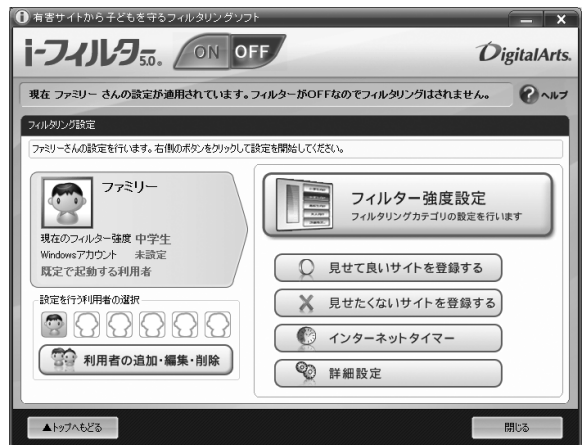 有害サイトから子どもを守るフィルタリングソフト
i-フィルター5.0. ON OFF DigitalArts.
現在 ファミリー さんの設定が適用されています。フィルターがOFFなのでフィルタリングはされません。 ? ヘルプ
フィルタリング設定
ファミリーさんの設定を行います。右側のボタンをクリックして設定を開始してください。
ファミリー
現在のフィルター強度 中学生
Windowsアカウント 未設定
既定で起動する利用者
設定を行う利用者の選択
利用者の追加・編集・削除
フィルター強度設定
フィルタリングカテゴリの設定を行います
見せて良いサイトを登録する
見せたくないサイトを登録する
インターネットタイマー
詳細設定
▲トップへもどる
閉じる